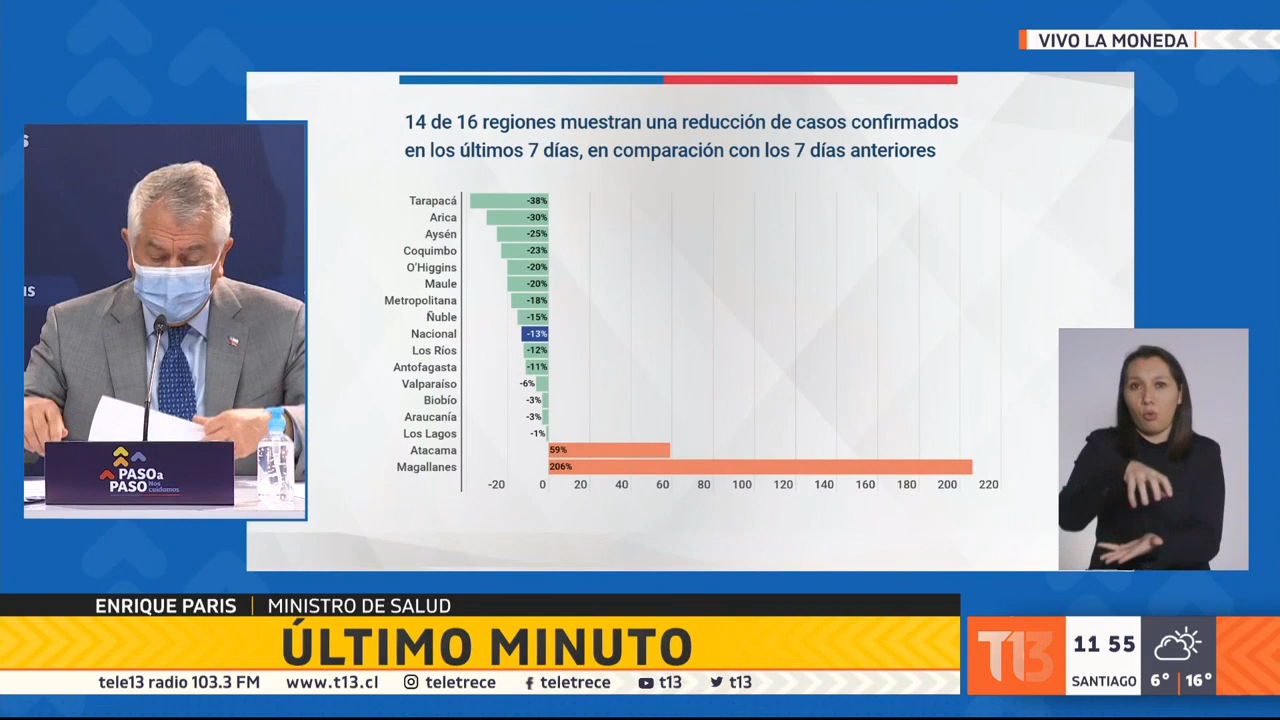 VIVO LA MONEDA
14 de 16 regiones muestran una reducción de casos confirmados
en los últimos 7 días, en comparación con los 7 días anteriores
Tarapacá -38%
Arica -30%
Aysén -25%
Coquimbo -23%
O'Higgins -20%
Maule -20%
Metropolitana -18%
Ñuble -15%
Nacional -13%
Los Ríos -12%
Antofagasta -11%
Valparaíso -6%
Biobío -3%
Araucanía -3%
Los Lagos -1%
Atacama 59%
Magallanes 206%
-20 0 20 40 60 80 100 120 140 160 180 200 220
IS
PASO a
PASO Nos
cuidamos
ENRIQUE PARIS | MINISTRO DE SALUD
ÚLTIMO MINUTO
tele13 radio 103.3 FM www.t13.cl teletrece teletrece t13 t13
T13
11 55
SANTIAGO
6° 16°